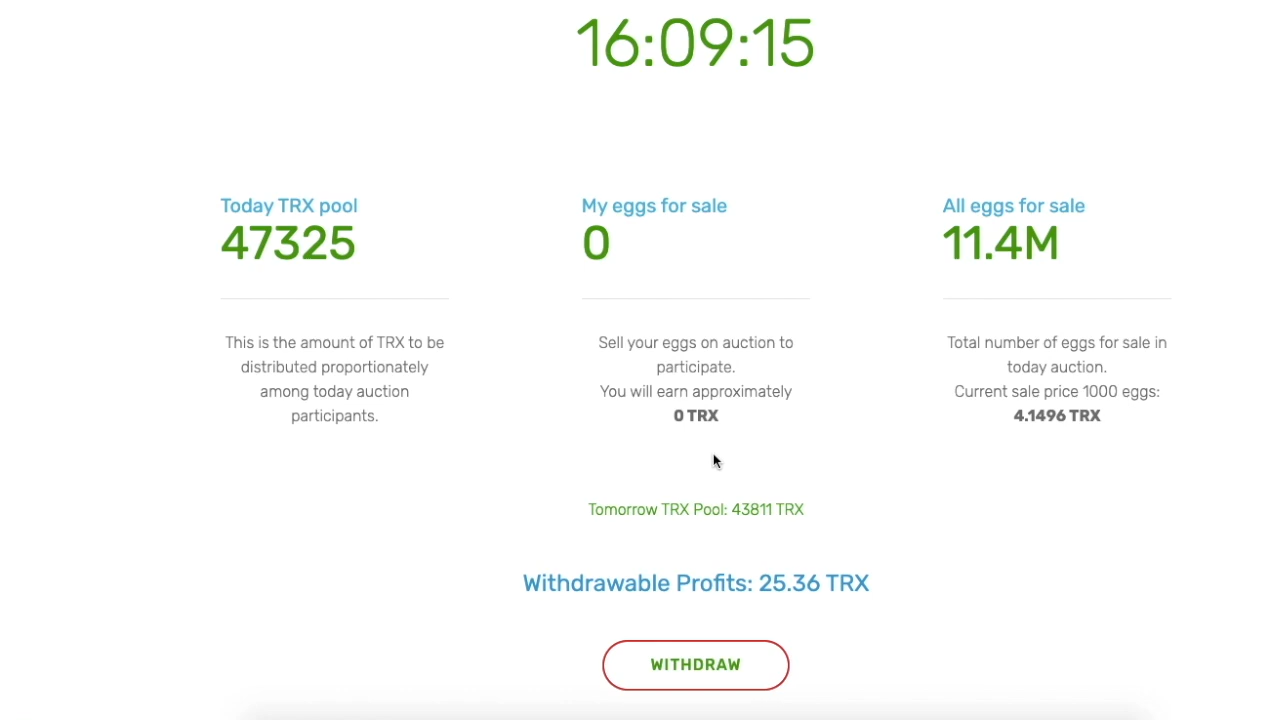 16:09:15
Today TRX pool
47325
This is the amount of TRX to be
distributed proportionately
among today auction
participants.
My eggs for sale
0
Sell your eggs on auction to
participate.
You will earn approximately
0 TRX
All eggs for sale
11.4M
Total number of eggs for sale in
today auction.
Current sale price 1000 eggs:
4.1496 TRX
Tomorrow TRX Pool: 43811 TRX
Withdrawable Profits: 25.36 TRX
WITHDRAW